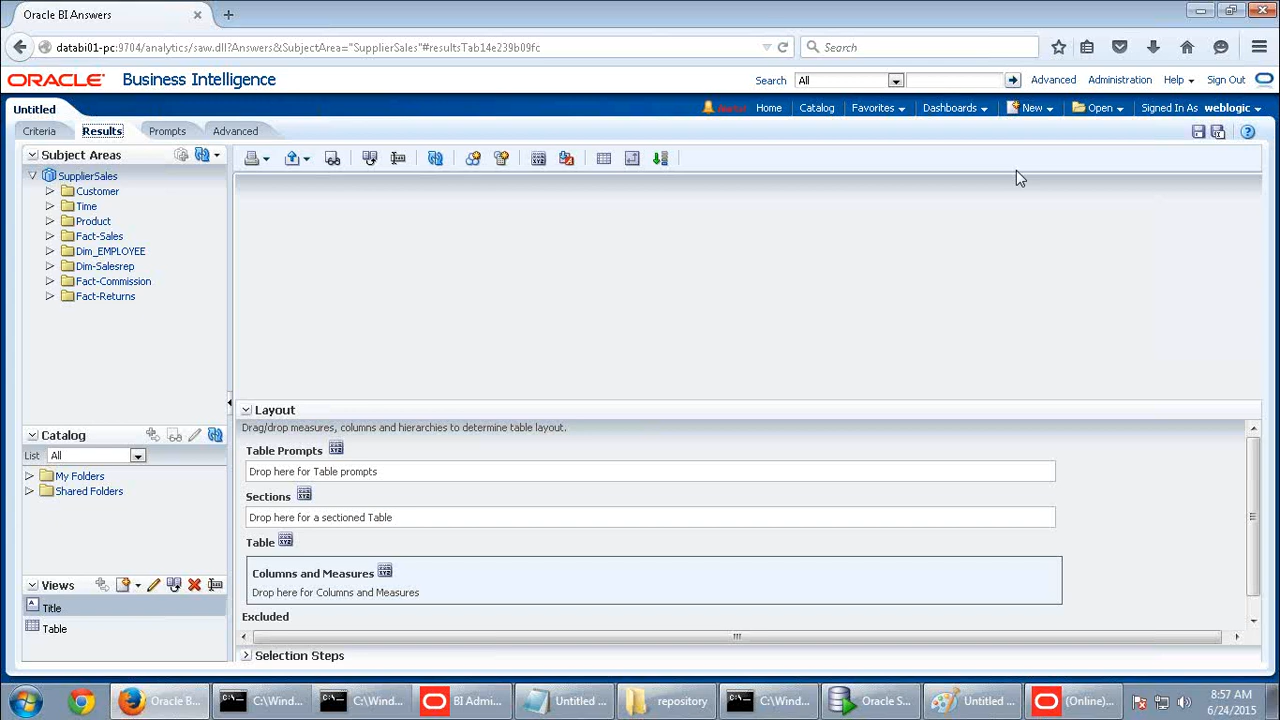 Oracle BI Answers
databi01-pc:9704/analytics/saw.dll?Answers&SubjectArea="SupplierSales"#resultsTab14e239b09fc
Search
ORACLE Business Intelligence
Search All Advanced Administration Help Sign Out
Untitled
Home Catalog Favorites Dashboards New Open Signed In As weblogic
Criteria Results Prompts Advanced
Subject Areas
SupplierSales
Customer
Time
Product
Fact-Sales
Dim_EMPLOYEE
Dim-Salesrep
Fact-Commission
Fact-Returns
Catalog
List All
My Folders
Shared Folders
Views
Title
Table
Layout
Drag/drop measures, columns and hierarchies to determine table layout.
Table Prompts
Drop here for Table prompts
Sections
Drop here for a sectioned Table
Table
Columns and Measures
Drop here for Columns and Measures
Excluded
Selection Steps
Oracle B... C:\Wind... C:\Wind... BI Admi... Untitled ... repository C:\Wind... Oracle S... Untitled ... (Online)...
8:57 AM
6/24/2015